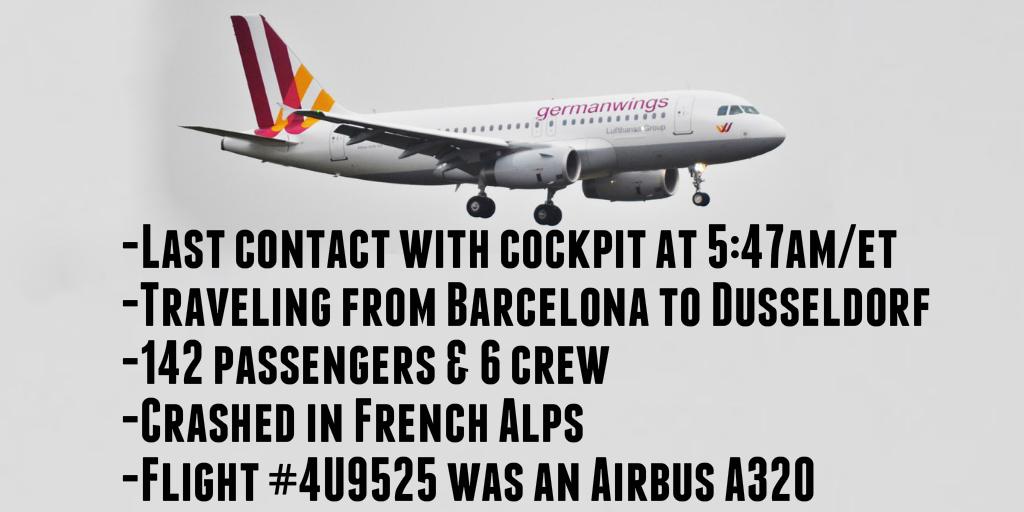 germanwings
Lufthansa Group
-Last contact with cockpit at 5:47am/et
-Traveling from Barcelona to Dusseldorf
-142 passengers & 6 crew
-Crashed in French Alps
-Flight #4U9525 was an Airbus A320